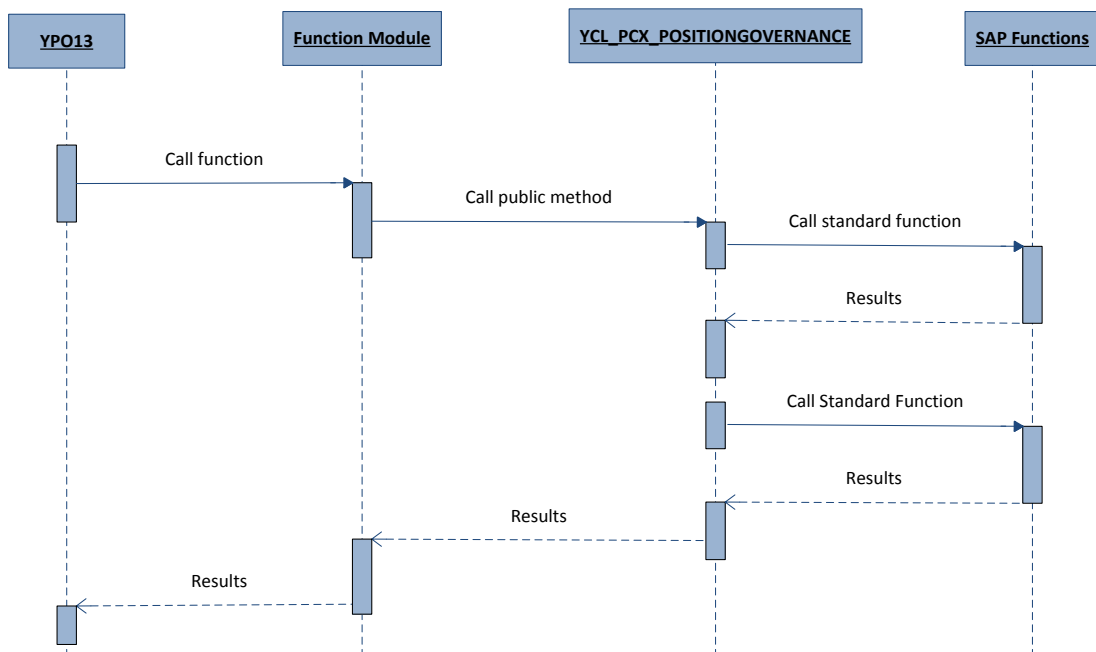 YPO13
Function Module
YCL_PCX_POSITIONGOVERNANCE
SAP Functions
Call function
Call public method
Call standard function
Results
Call Standard Function
Results
Results
Results